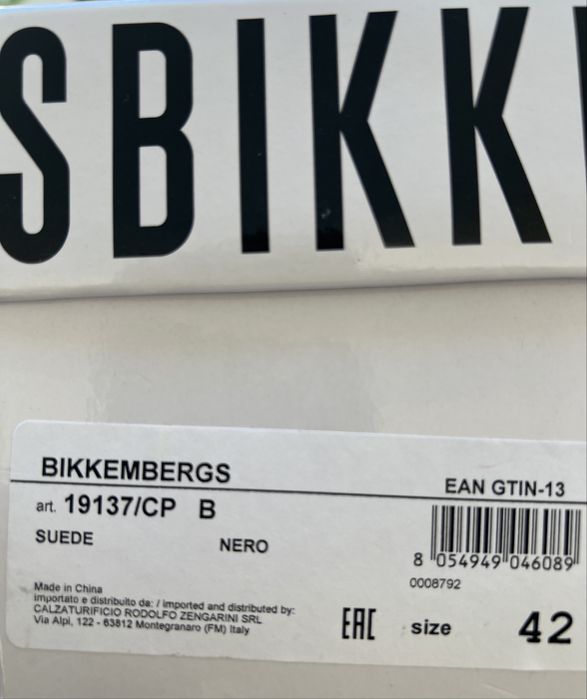 SBIKK
BIKKEMBERGS
EAN GTIN-13
art. 19137/CP B
SUEDE NERO
8 054949 046089
0008792
Made in China
importato e distribuito da: / imported and distributed by:
CALZATURIFICIO RODOLFO ZENGARINI SRL
Via Alpi, 122 - 63812 Montegranaro (FM) Italy
EAC size 42